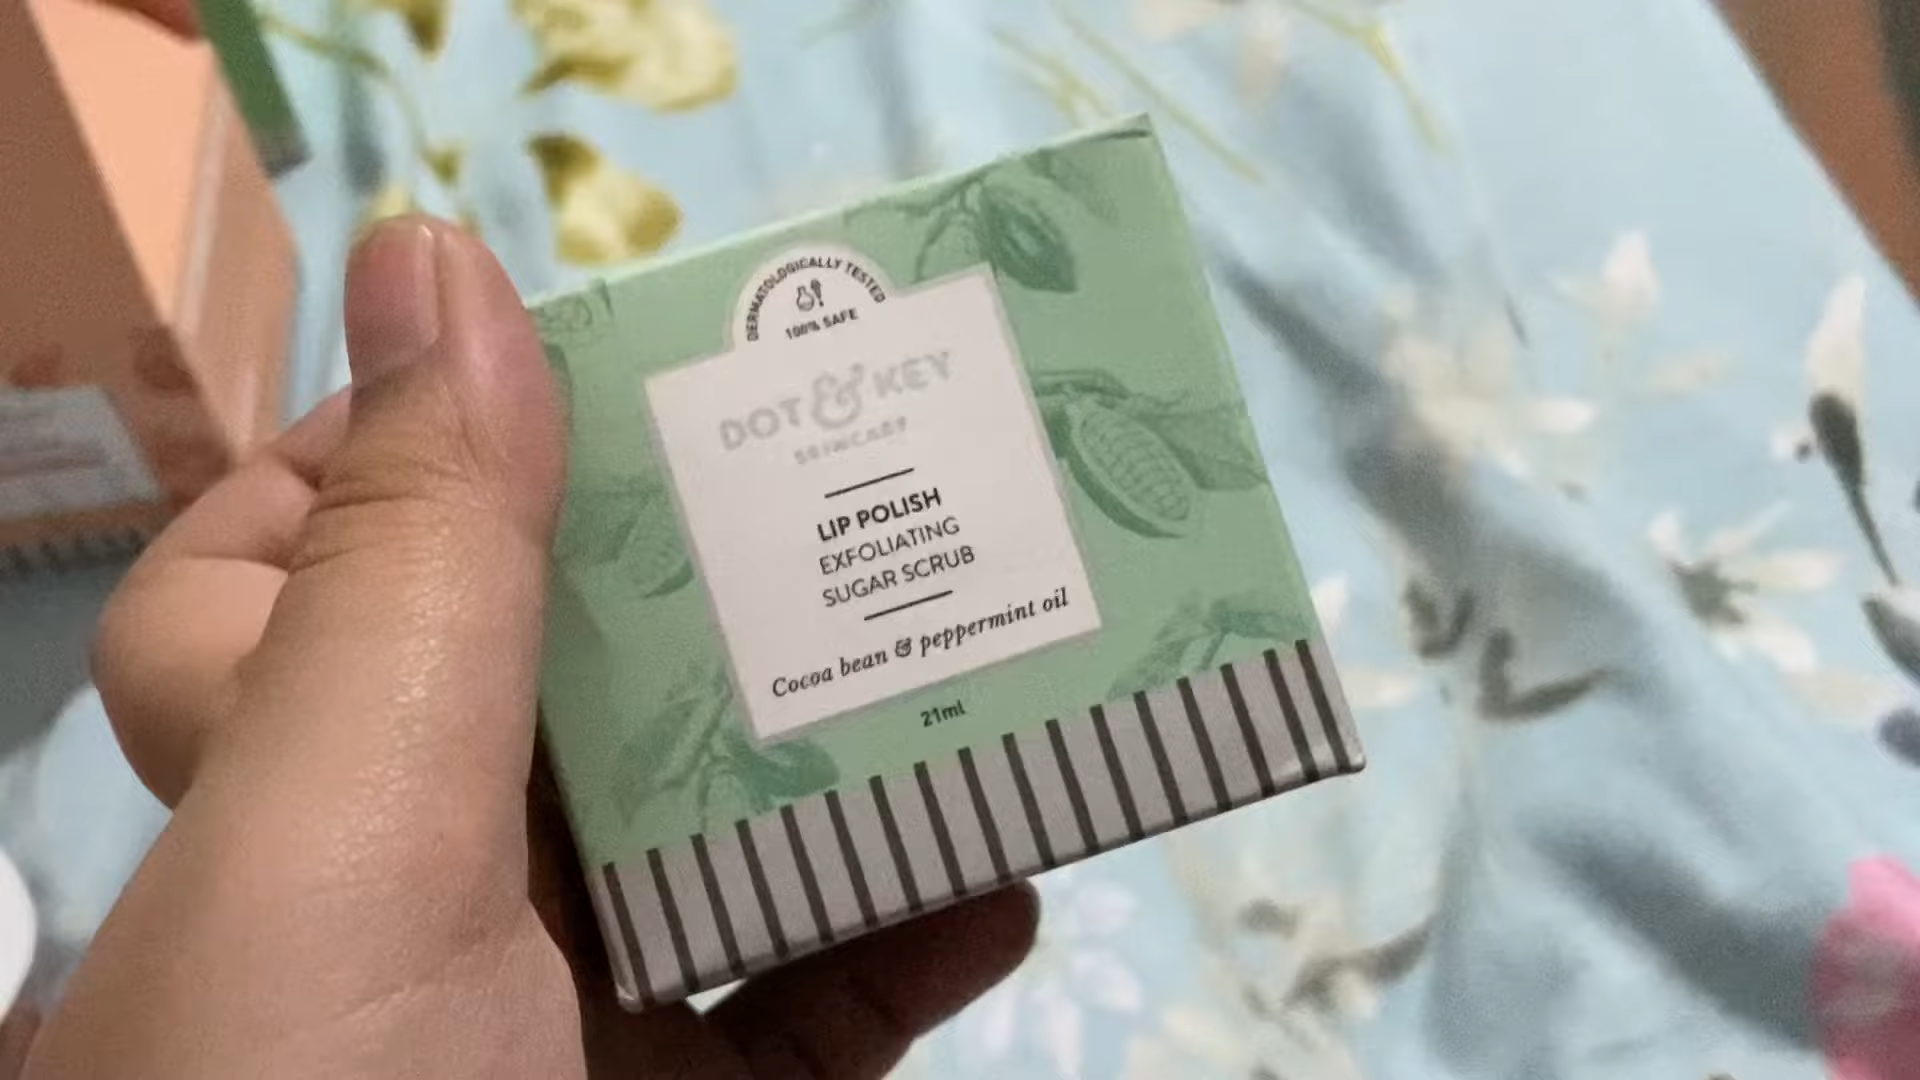 DERMATOLOGICALLY TESTED
100% SAFE
DOT & KEY
SKINCARE
LIP POLISH
EXFOLIATING
SUGAR SCRUB
Cocoa bean & peppermint oil
21ml